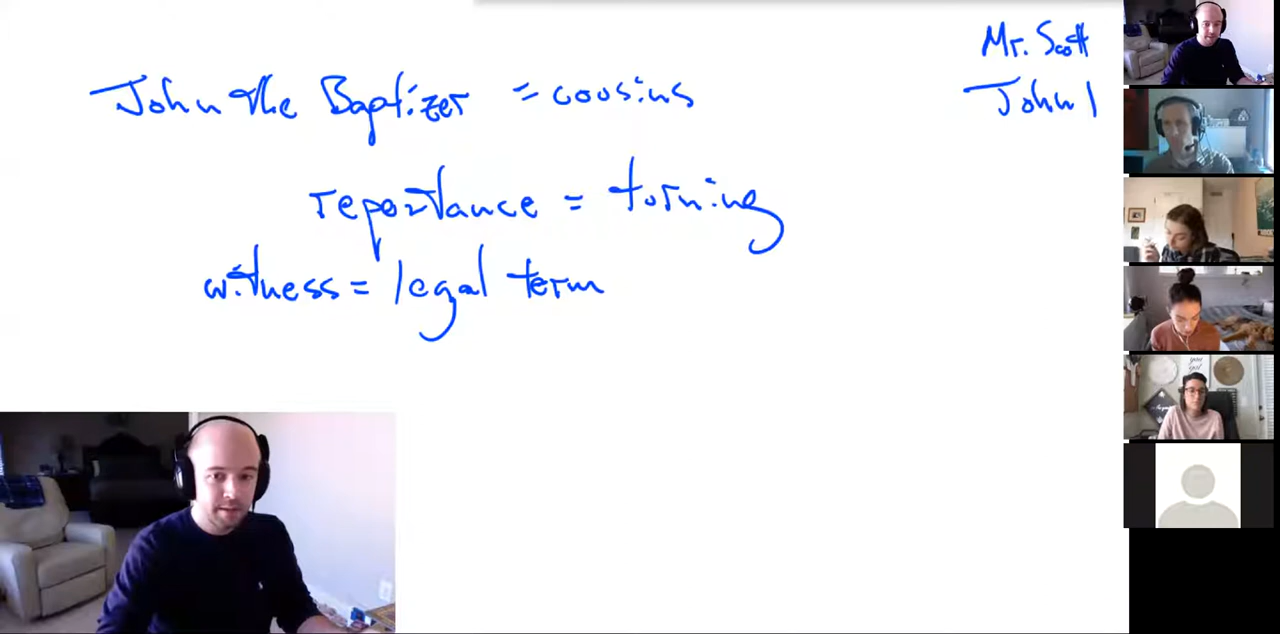 Mr. Scott
John 1
John the Baptizer = cousins
repentance = turning
witness = legal term